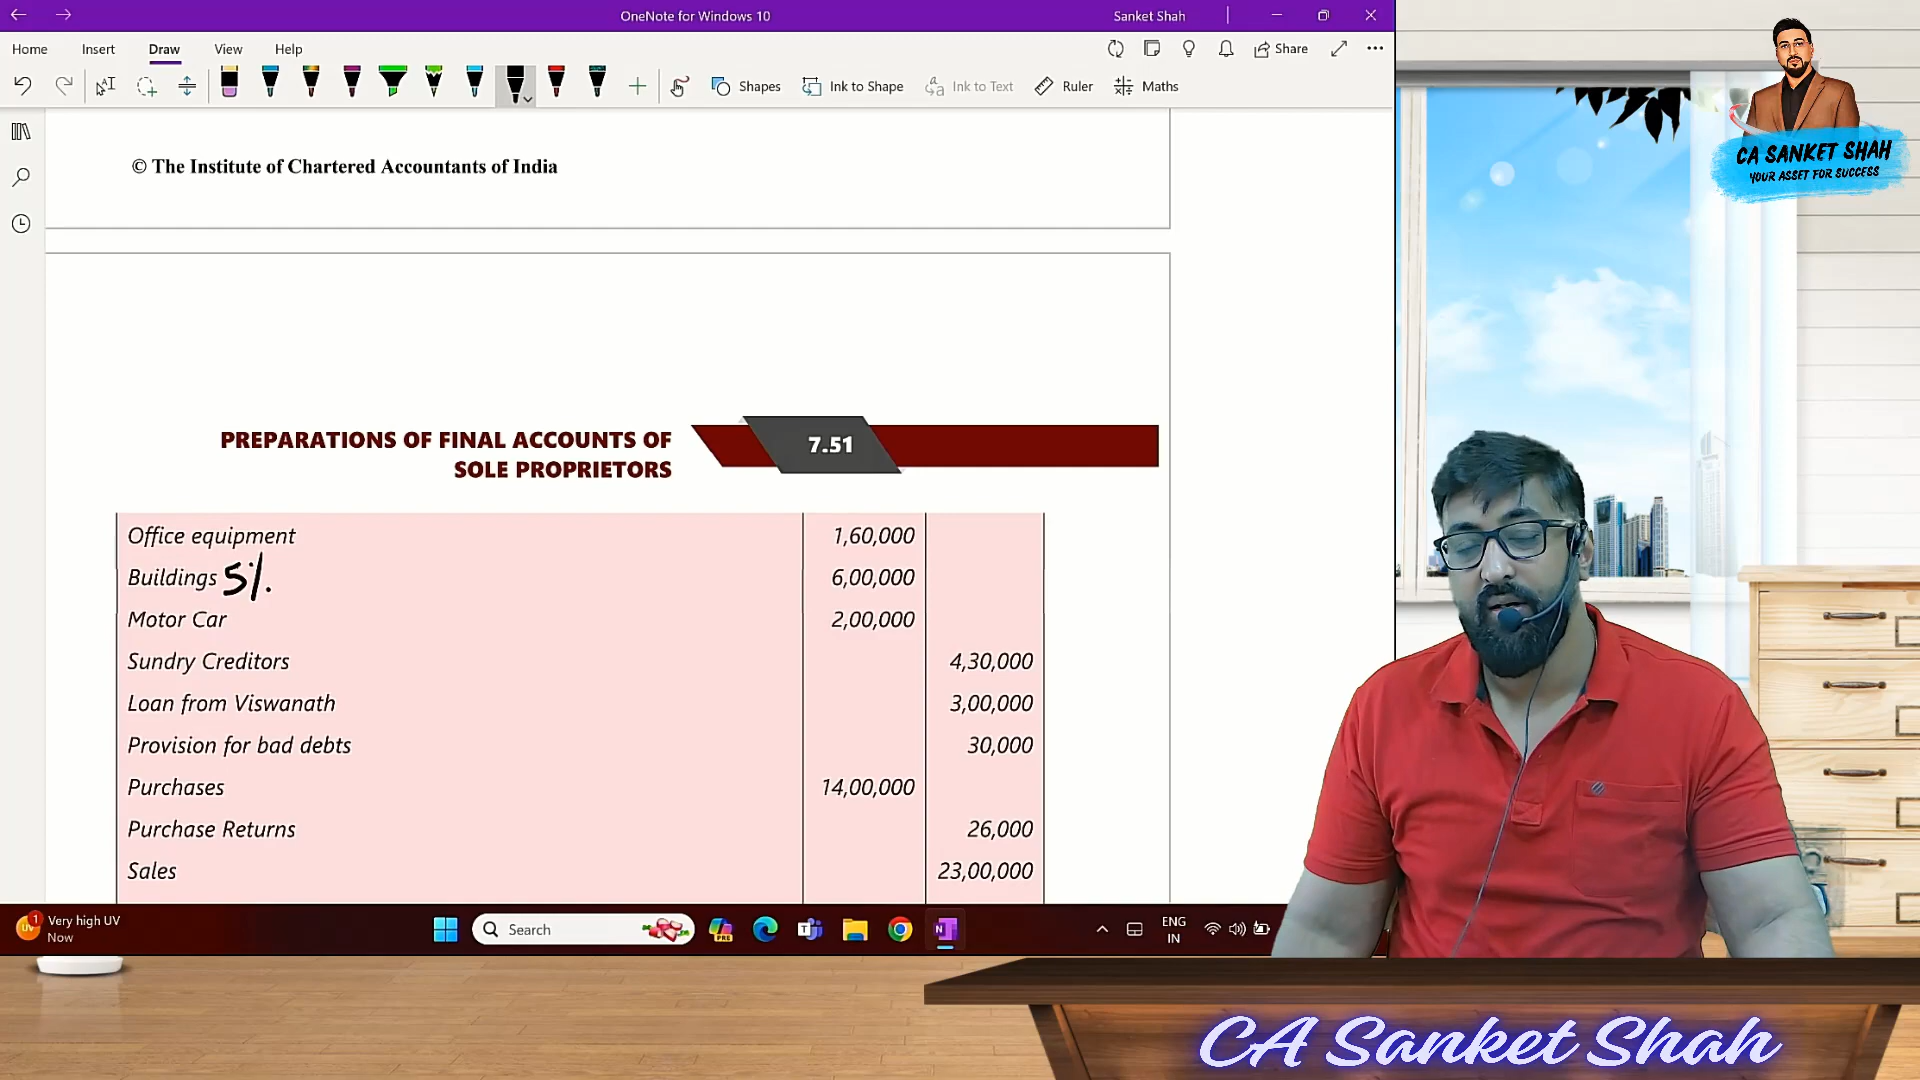 OneNote for Windows 10
Sanket Shah
Home Insert Draw View Help
Share
Shapes
Ink to Shape
Ink to Text
Ruler
Maths
© The Institute of Chartered Accountants of India
PREPARATIONS OF FINAL ACCOUNTS OF
SOLE PROPRIETORS
7.51
Office equipment 1,60,000
Buildings 5%. 6,00,000
Motor Car 2,00,000
Sundry Creditors 4,30,000
Loan from Viswanath 3,00,000
Provision for bad debts 30,000
Purchases 14,00,000
Purchase Returns 26,000
Sales 23,00,000
1
Very high UV
Now
Search
PRE
ENG
IN
CA SANKET SHAH
YOUR ASSET FOR SUCCESS
CA Sanket Shah